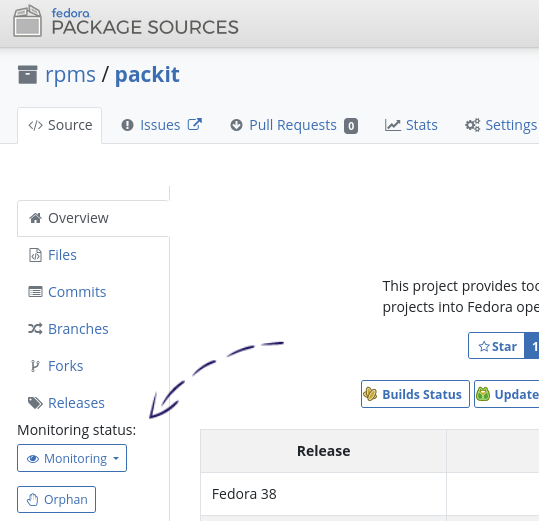 fedora
PACKAGE SOURCES
rpms / packit
Source Issues Pull Requests 0 Stats Settings
Overview
Files
Commits
Branches
Forks
Releases
Monitoring status:
Monitoring
Orphan
This project provides too
projects into Fedora ope
Star 1
Builds Status Update
Release
Fedora 38